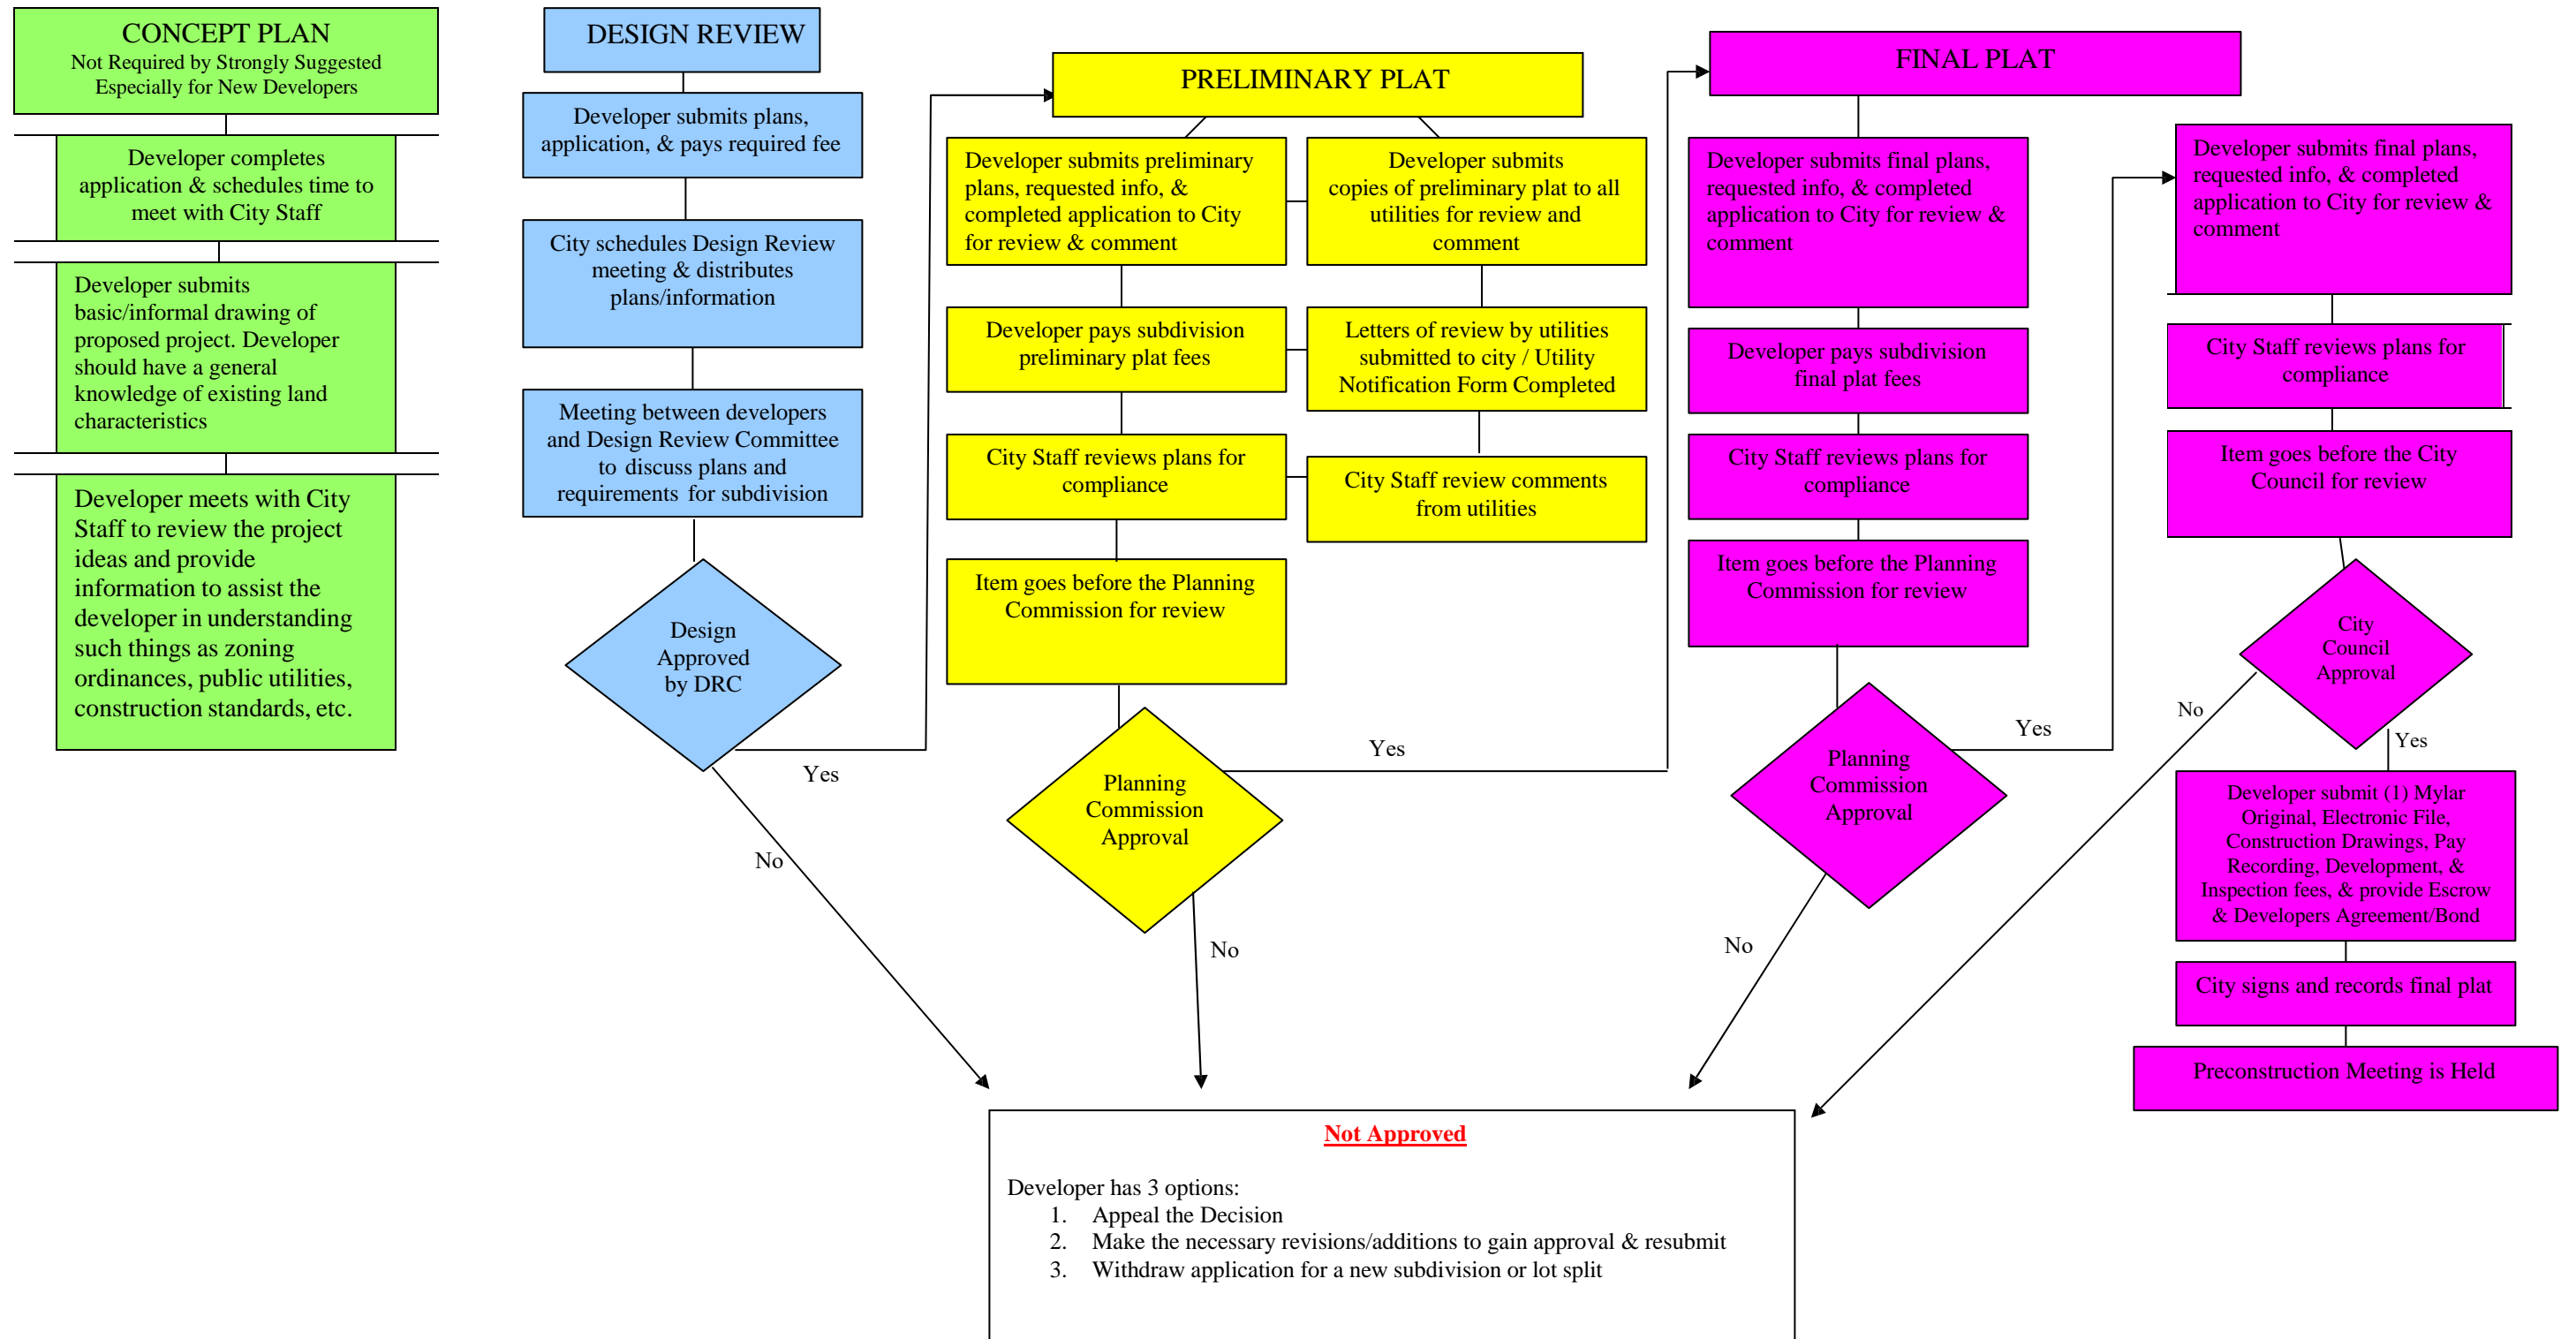 CONCEPT PLAN
Not Required by Strongly Suggested
Especially for New Developers
Developer completes
application & schedules time to
meet with City Staff
Developer submits
basic/informal drawing of
proposed project. Developer
should have a general
knowledge of existing land
characteristics
Developer meets with City
Staff to review the project
ideas and provide
information to assist the
developer in understanding
such things as zoning
ordinances, public utilities,
construction standards, etc.
DESIGN REVIEW
Developer submits plans,
application, & pays required fee
City schedules Design Review
meeting & distributes
plans/information
Meeting between developers
and Design Review Committee
to discuss plans and
requirements for subdivision
Design
Approved
by DRC
Yes
No
PRELIMINARY PLAT
Developer submits preliminary
plans, requested info, &
completed application to City
for review & comment
Developer pays subdivision
preliminary plat fees
City Staff reviews plans for
compliance
Item goes before the Planning
Commission for review
Developer submits
copies of preliminary plat to all
utilities for review and
comment
Letters of review by utilities
submitted to city / Utility
Notification Form Completed
City Staff review comments
from utilities
Planning
Commission
Approval
Yes
No
FINAL PLAT
Developer submits final plans,
requested info, & completed
application to City for review &
comment
Developer pays subdivision
final plat fees
City Staff reviews plans for
compliance
Item goes before the Planning
Commission for review
Planning
Commission
Approval
Yes
No
Developer submits final plans,
requested info, & completed
application to City for review &
comment
City Staff reviews plans for
compliance
Item goes before the City
Council for review
City
Council
Approval
No
Yes
Developer submit (1) Mylar
Original, Electronic File,
Construction Drawings, Pay
Recording, Development, &
Inspection fees, & provide Escrow
& Developers Agreement/Bond
City signs and records final plat
Preconstruction Meeting is Held
Not Approved
Developer has 3 options:
1. Appeal the Decision
2. Make the necessary revisions/additions to gain approval & resubmit
3. Withdraw application for a new subdivision or lot split